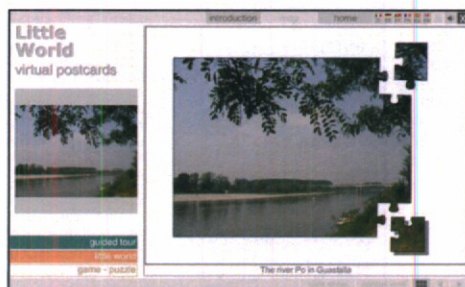 introduction
home
Little
World
virtual postcards
guided tour
little world
game - puzzle
The river Po in Guastalla